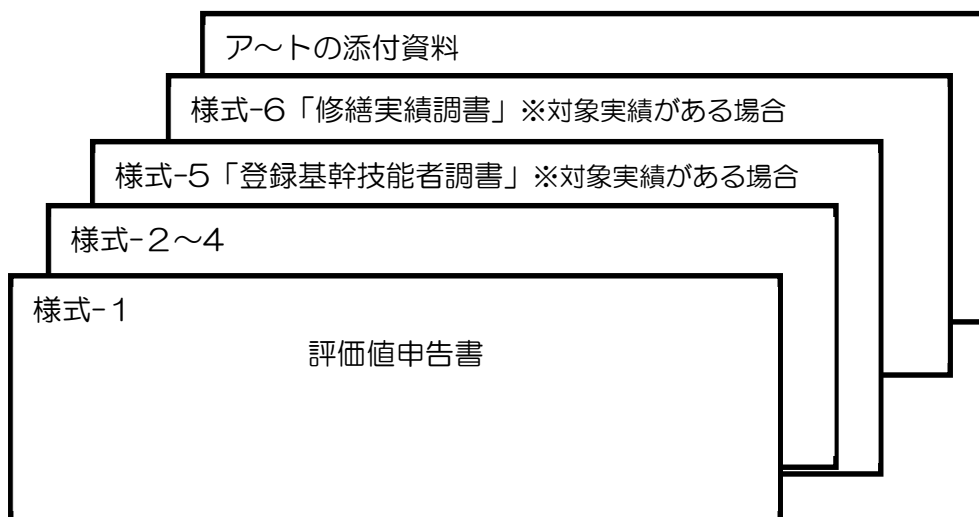 ア～トの添付資料
様式-6「修繕実績調書」※対象実績がある場合
様式-5「登録基幹技能者調書」※対象実績がある場合
様式-２～4
様式-１
評価値申告書